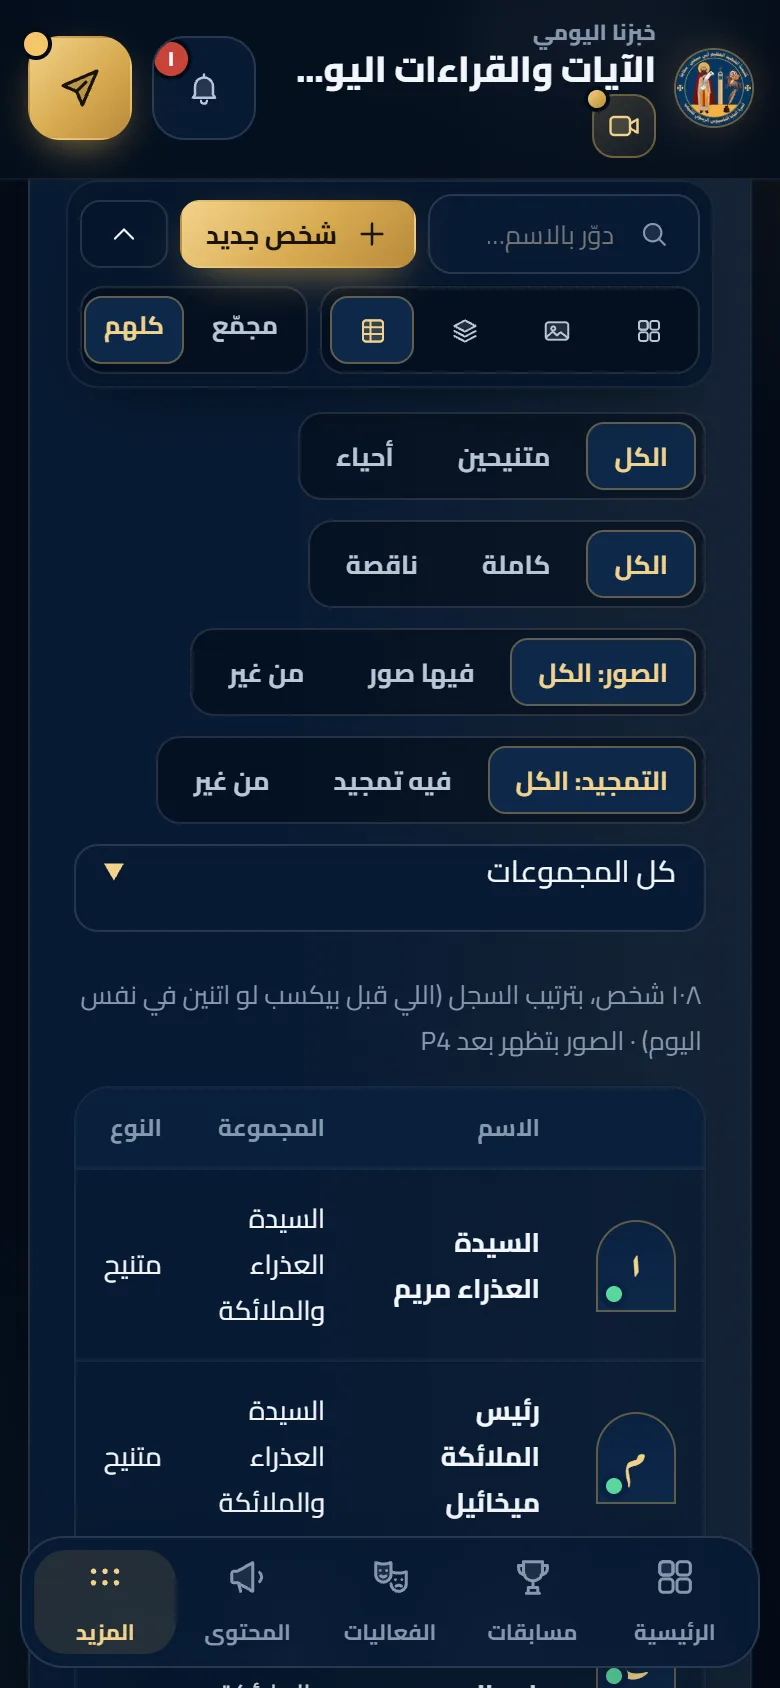 خبزنا اليومي
الآيات والقراءات اليو...
١
دوّر بالاسم...
شخص جديد
مجمّع
كلهم
الكل
متنيحين
أحياء
الكل
كاملة
ناقصة
الصور: الكل
فيها صور
من غير
التمجيد: الكل
فيه تمجيد
من غير
كل المجموعات
١٠٨ شخص، بترتيب السجل (اللي قبل بيكسب لو اتنين في نفس
اليوم) · الصور بتظهر بعد P4
الاسم
المجموعة
النوع
ا
السيدة
العذراء مريم
السيدة
العذراء
والملائكة
متنيح
م
رئيس
الملائكة
ميخائيل
السيدة
العذراء
والملائكة
متنيح
الرئيسية
مسابقات
الفعاليات
المحتوى
المزيد